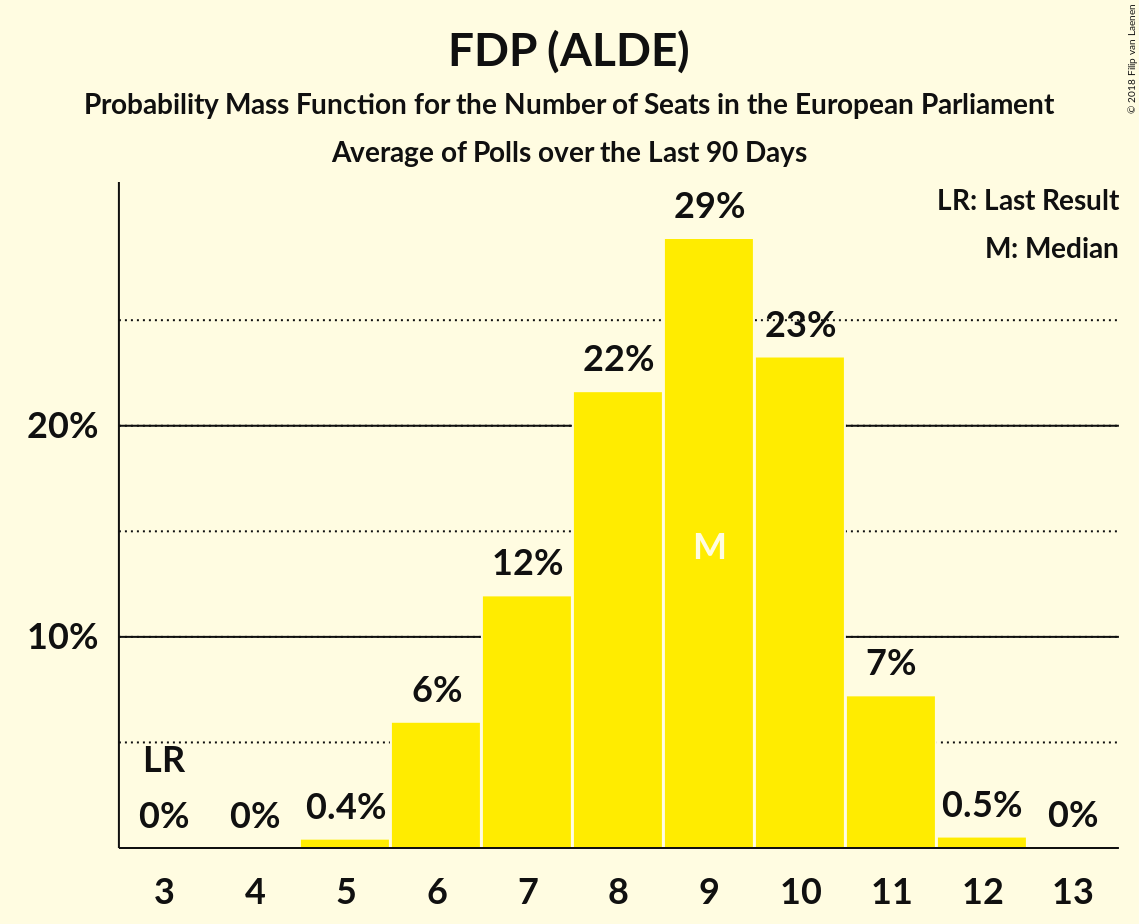 FDP (ALDE)
Probability Mass Function for the Number of Seats in the European Parliament
Average of Polls over the Last 90 Days
© 2018 Filip van Laenen
LR: Last Result
M: Median
29%
23%
22%
20%
M
12%
10%
7%
6%
LR
0%
0%
0.4%
0.5%
0%
3 4 5 6 7 8 9 10 11 12 13